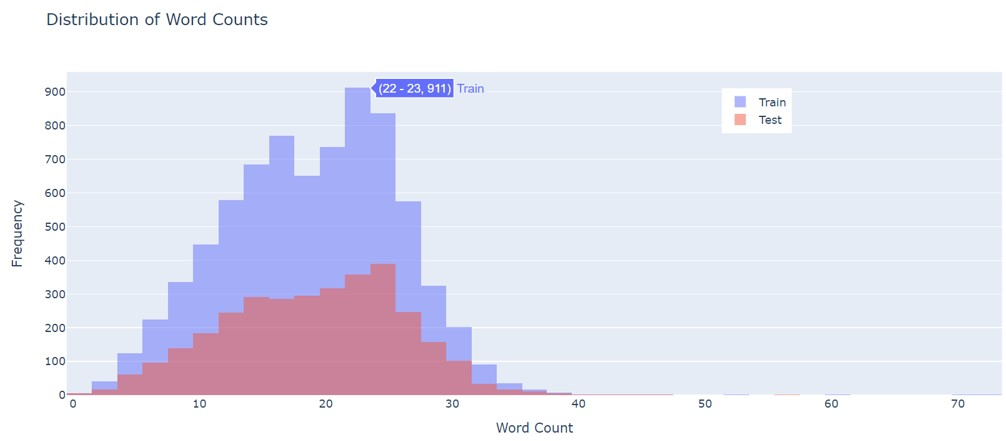 Distribution of Word Counts
(22 - 23, 911) Train
Train
Test
Frequency
900
800
700
600
500
400
300
200
100
0
0 10 20 30 40 50 60 70
Word Count